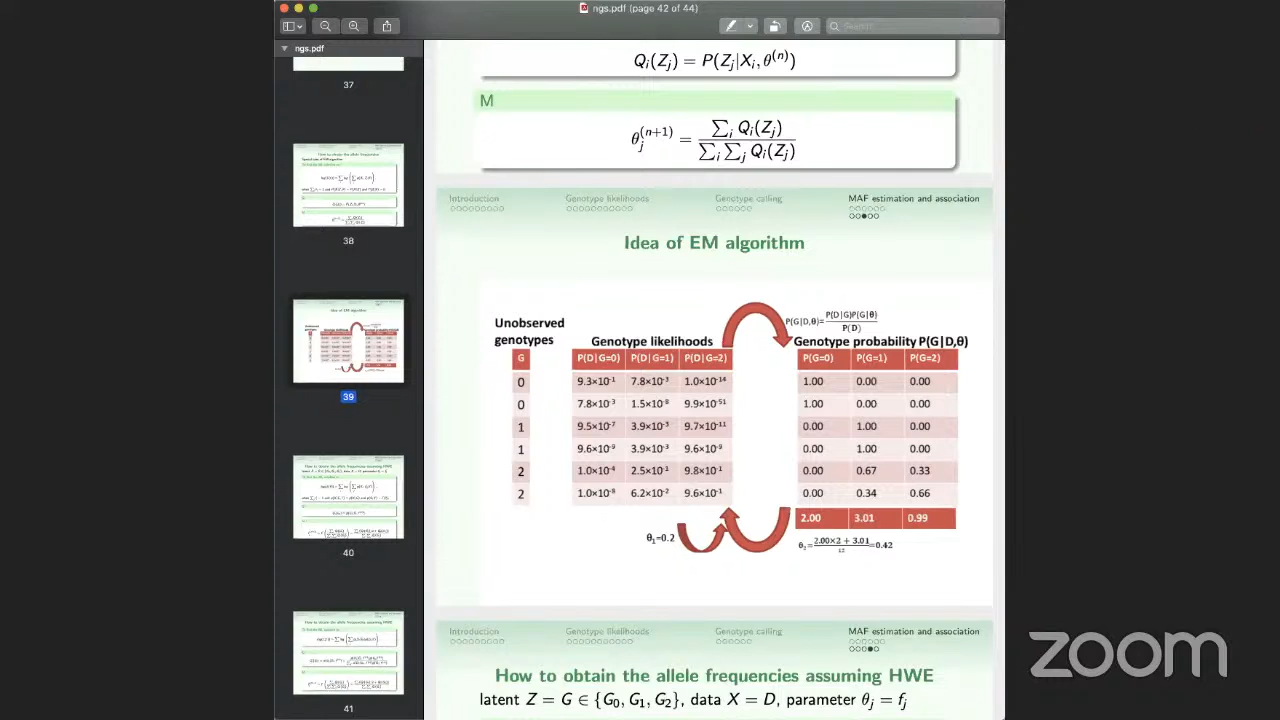 ngs.pdf (page 42 of 44)
Search
ngs.pdf
37
38
39
40
41
Qᵢ(Zⱼ) = P(Zⱼ|Xᵢ, θ⁽ⁿ⁾)
M
θⱼ⁽ⁿ⁺¹⁾ = ∑ᵢ Qᵢ(Zⱼ) / ∑ᵢ ∑ⱼ Qᵢ(Zⱼ)
Introduction Genotype likelihoods Genotype calling MAF estimation and association
Idea of EM algorithm
P(G|D,θ)=P(D|G)P(G|θ) / P(D)
Unobserved genotypes
Genotype likelihoods
Genotype probability P(G|D,θ)
G P(D|G=0) P(D|G=1) P(D|G=2) P(G=0) P(G=1) P(G=2)
0 9.3×10⁻¹ 7.8×10⁻³ 1.0×10⁻¹⁴ 1.00 0.00 0.00
0 7.8×10⁻³ 1.5×10⁻⁸ 9.9×10⁻⁵¹ 1.00 0.00 0.00
1 9.5×10⁻⁷ 3.9×10⁻³ 9.7×10⁻¹¹ 0.00 1.00 0.00
1 9.6×10⁻⁹ 3.9×10⁻³ 9.6×10⁻⁹ 0.00 1.00 0.00
2 1.0×10⁻⁴ 2.5×10⁻¹ 9.8×10⁻¹ 0.00 0.67 0.33
2 1.0×10⁻⁸ 6.2×10⁻² 9.6×10⁻¹ 0.00 0.34 0.66
2.00 3.01 0.99
θ₁=0.2
θ₂=2.00×2 + 3.01 / 12=0.42
Introduction Genotype likelihoods Genotype calling MAF estimation and association
How to obtain the allele frequencies assuming HWE
latent Z = G ∈ {G₀, G₁, G₂}, data X = D, parameter θⱼ = fⱼ
zoom